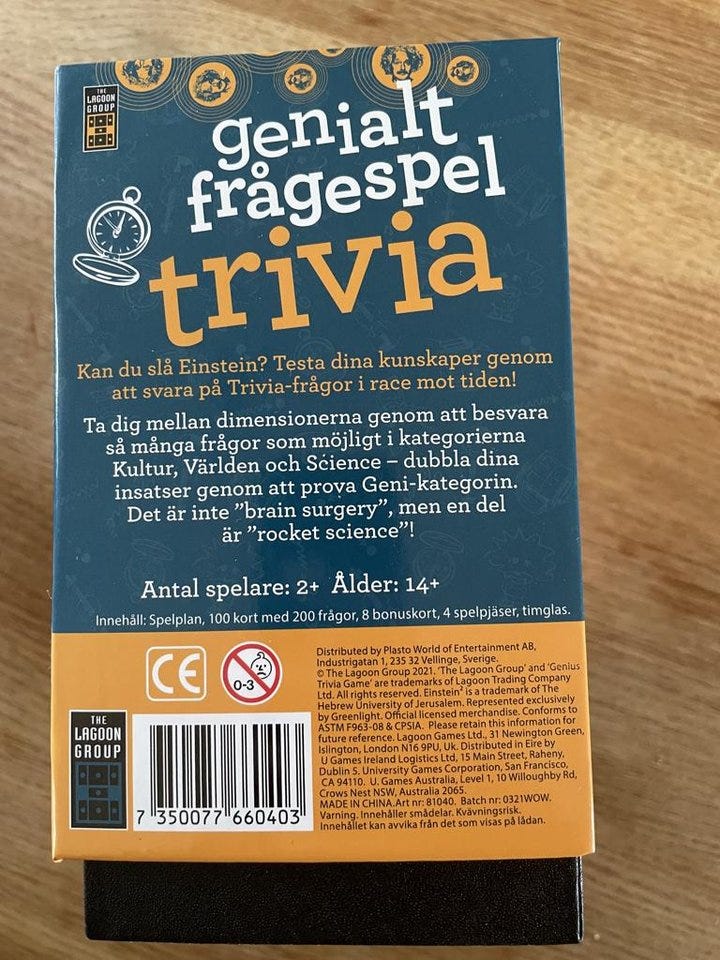 THE
LAGOON
GROUP
genialt
frågespel
trivia
Kan du slå Einstein? Testa dina kunskaper genom
att svara på Trivia-frågor i race mot tiden!
Ta dig mellan dimensionerna genom att besvara
så många frågor som möjligt i kategorierna
Kultur, Världen och Science – dubbla dina
insatser genom att prova Geni-kategorin.
Det är inte ”brain surgery”, men en del
är ”rocket science”!
Antal spelare: 2+ Ålder: 14+
Innehåll: Spelplan, 100 kort med 200 frågor, 8 bonuskort, 4 spelpjäser, timglas.
CE
0-3
THE
LAGOON
GROUP
7 350077 660403
Distributed by Plasto World of Entertainment AB,
Industrigatan 1, 235 32 Vellinge, Sverige.
© The Lagoon Group 2021. 'The Lagoon Group' and 'Genius
Trivia Game' are trademarks of Lagoon Trading Company
Ltd. All rights reserved. Einstein² is a trademark of The
Hebrew University of Jerusalem. Represented exclusively
by Greenlight. Official licensed merchandise. Conforms to
ASTM F963-08 & CPSIA. Please retain this information for
future reference. Lagoon Games Ltd., 31 Newington Green,
Islington, London N16 9PU, Uk. Distributed in Eire by
U Games Ireland Logistics Ltd, 15 Main Street, Raheny,
Dublin 5. University Games Corporation, San Francisco,
CA 94110. U. Games Australia, Level 1, 10 Willoughby Rd,
Crows Nest NSW, Australia 2065.
MADE IN CHINA.Art nr: 81040. Batch nr: 0321WOW.
Varning. Innehåller smådelar. Kvävningsrisk.
Innehållet kan avvika från det som visas på lådan.